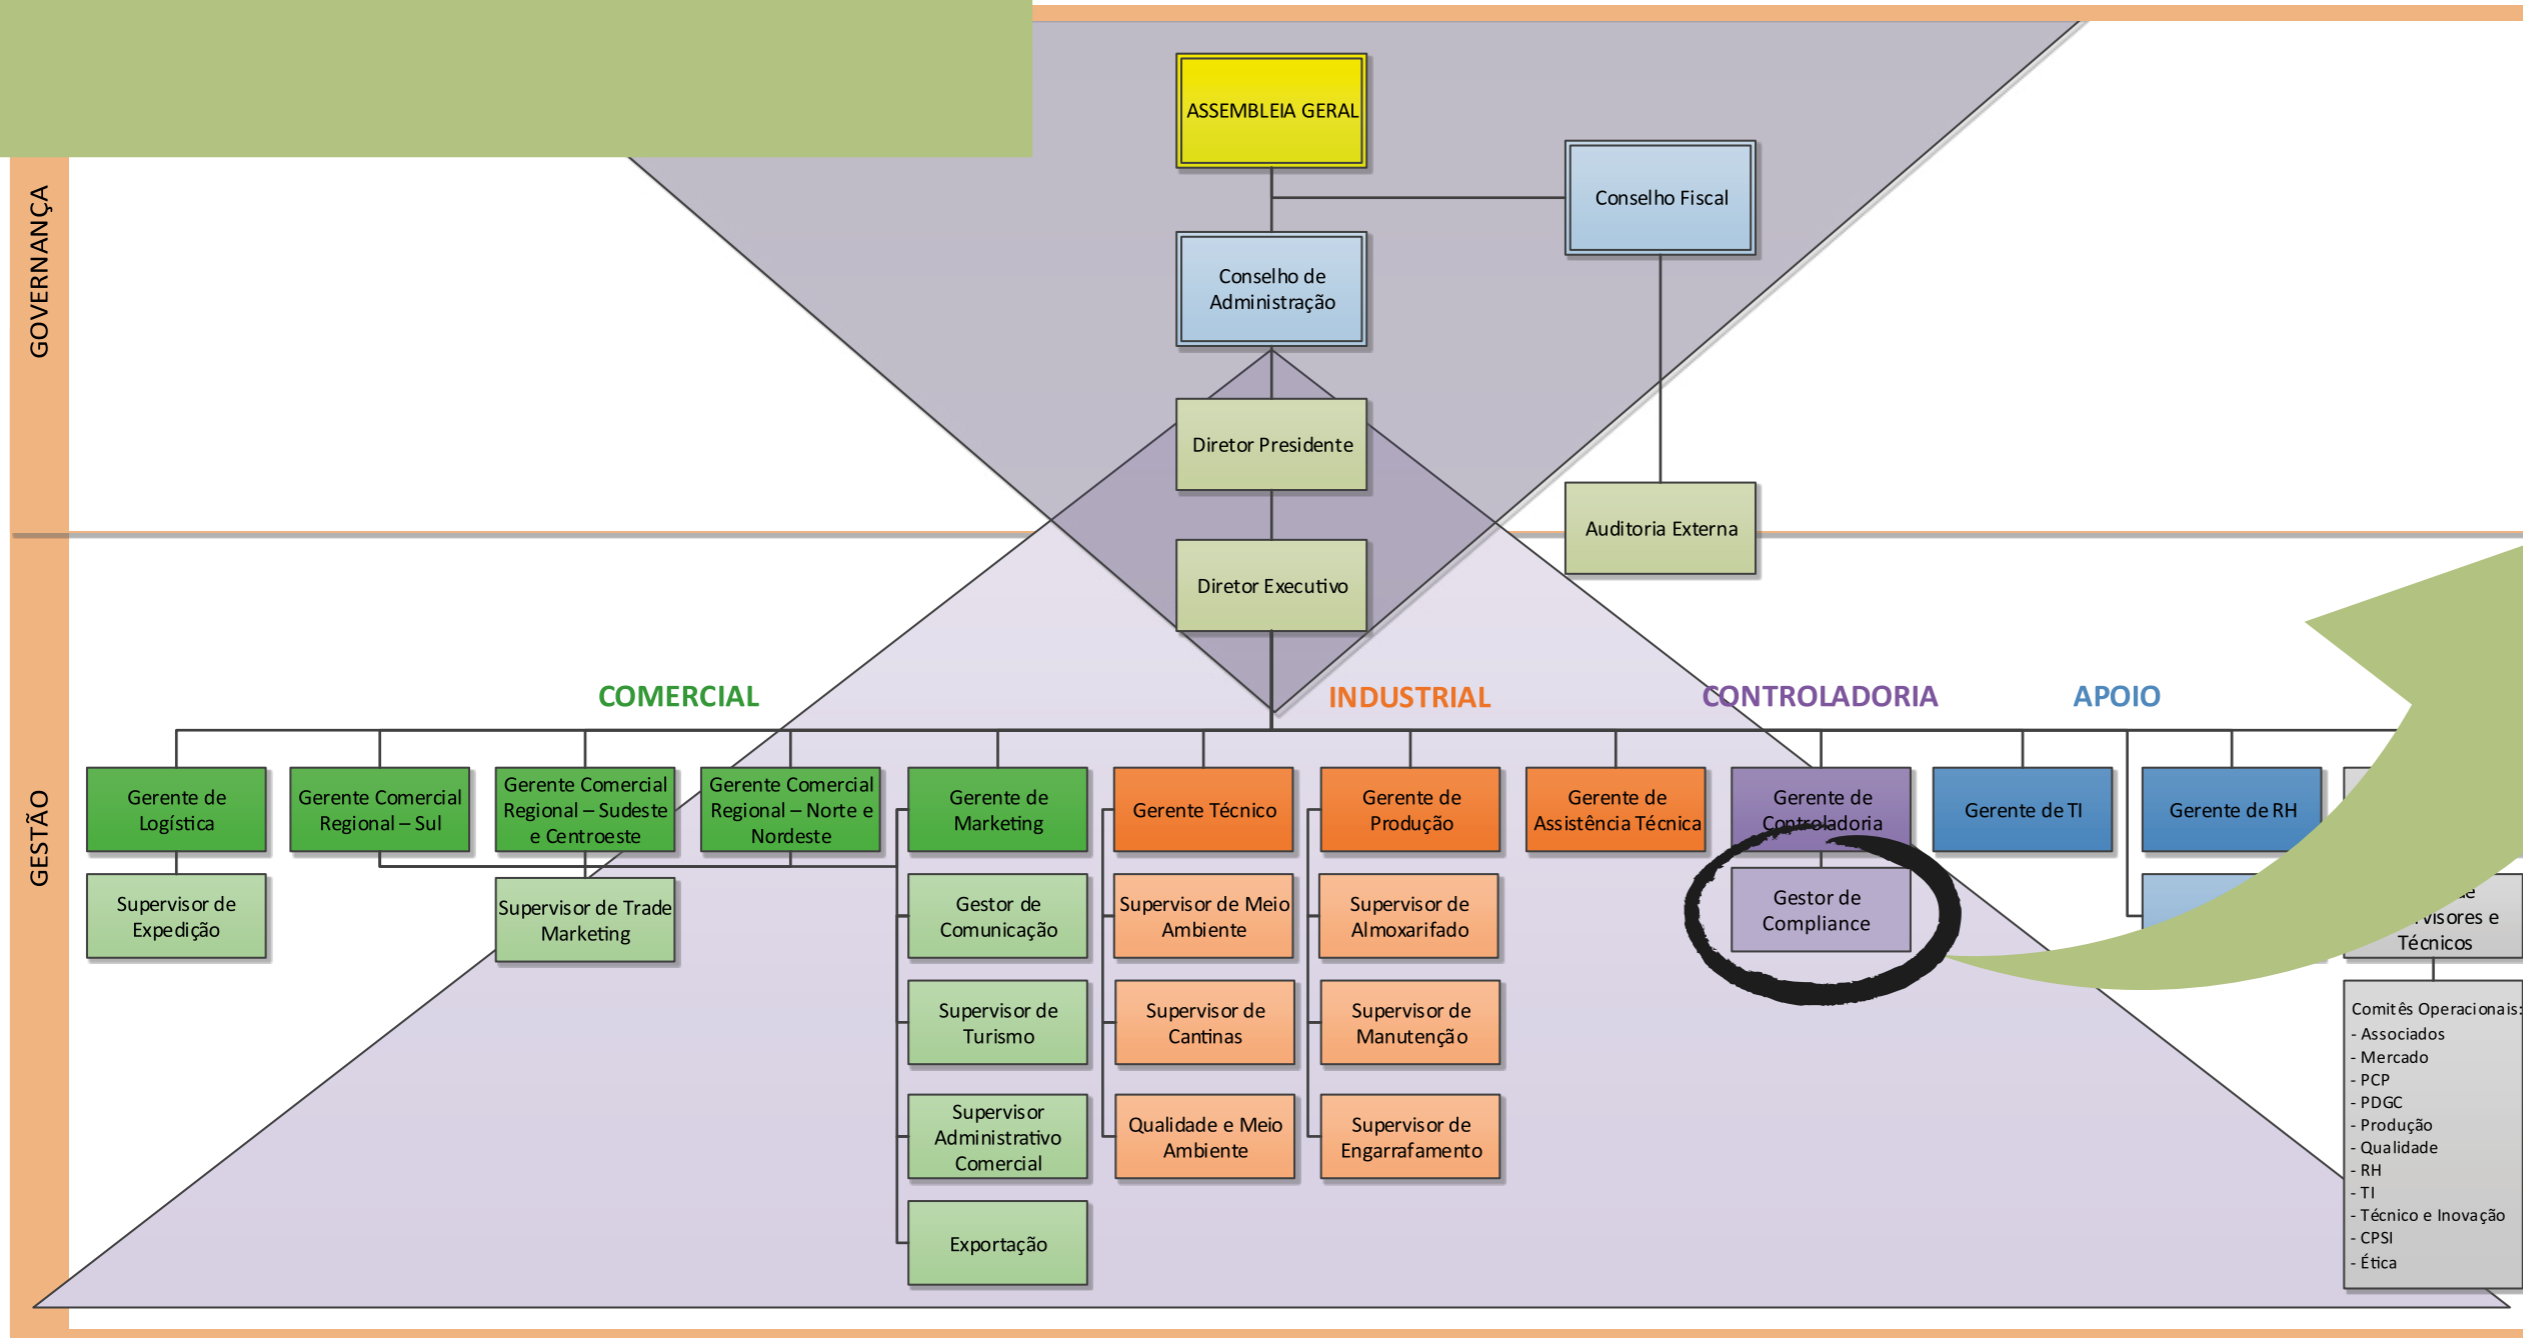 ASSEMBLEIA GERAL
Conselho Fiscal
GOVERNANÇA
Conselho de
Administração
Diretor Presidente
Auditoria Externa
Diretor Executivo
COMERCIAL
INDUSTRIAL
CONTROLADORIA
APOIO
GESTÃO
Gerente de
Logística
Gerente Comercial
Regional – Sul
Gerente Comercial
Regional – Sudeste
e Centroeste
Gerente Comercial
Regional – Norte e
Nordeste
Gerente de
Marketing
Gerente Técnico
Gerente de
Produção
Gerente de
Assistência Técnica
Gerente de
Controladoria
Gerente de TI
Gerente de RH
Supervisor de
Expedição
Supervisor de Trade
Marketing
Gestor de
Comunicação
Supervisor de Meio
Ambiente
Supervisor de
Almoxarifado
Gestor de
Compliance
e
Técnicos
Supervisor de
Turismo
Supervisor de
Cantinas
Supervisor de
Manutenção
Supervisor
Administrativo
Comercial
Qualidade e Meio
Ambiente
Supervisor de
Engarrafamento
Exportação
Comitês Operacionais:
- Associados
- Mercado
- PCP
- PDGC
- Produção
- Qualidade
- RH
- TI
- Técnico e Inovação
- CPSI
- Ética